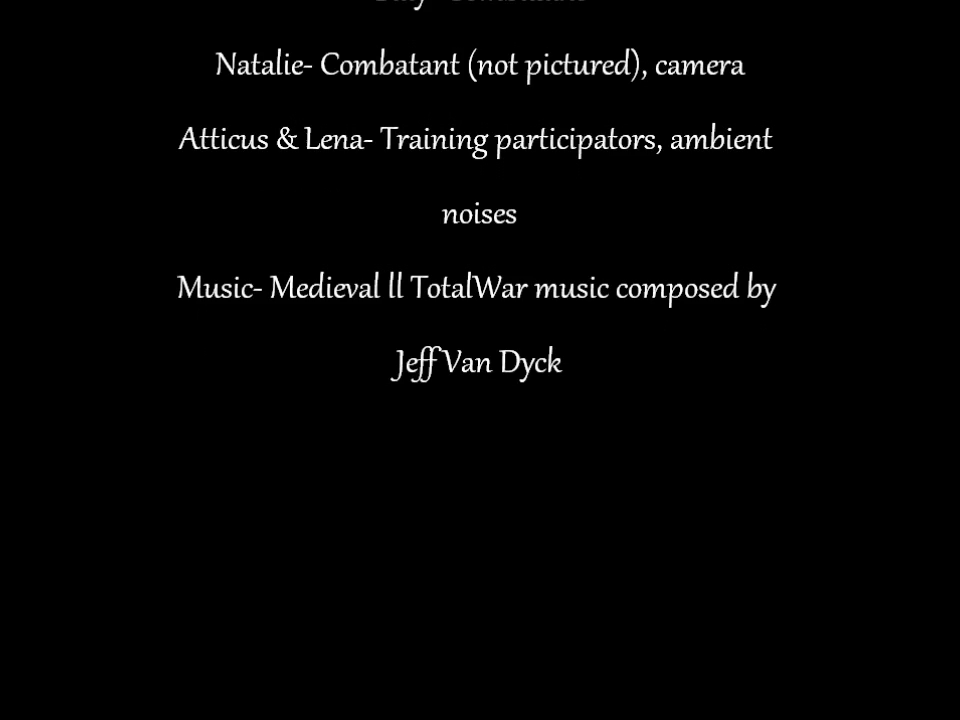 Natalie- Combatant (not pictured), camera
Atticus & Lena- Training participators, ambient
noises
Music- Medieval ll TotalWar music composed by
Jeff Van Dyck